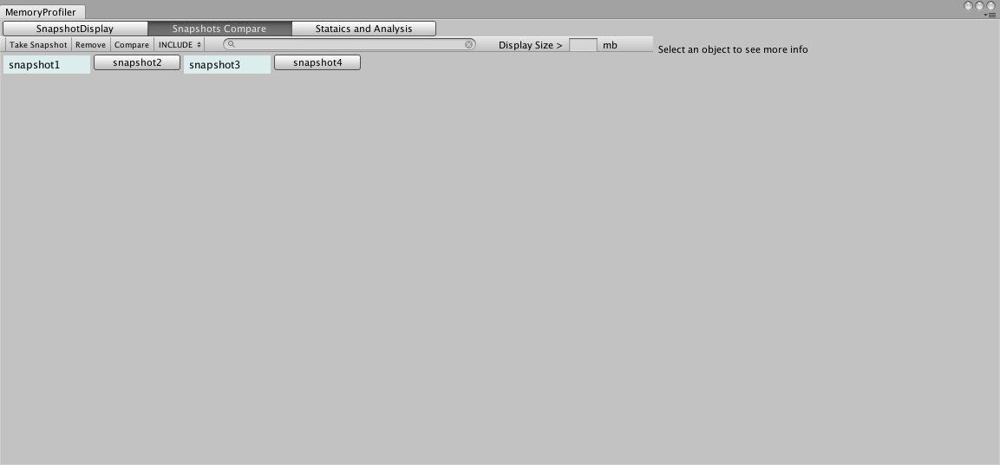 MemoryProfiler
SnapshotDisplay Snapshots Compare Stataics and Analysis
Take Snapshot Remove Compare INCLUDE Display Size > mb
Select an object to see more info
snapshot1 snapshot2 snapshot3 snapshot4